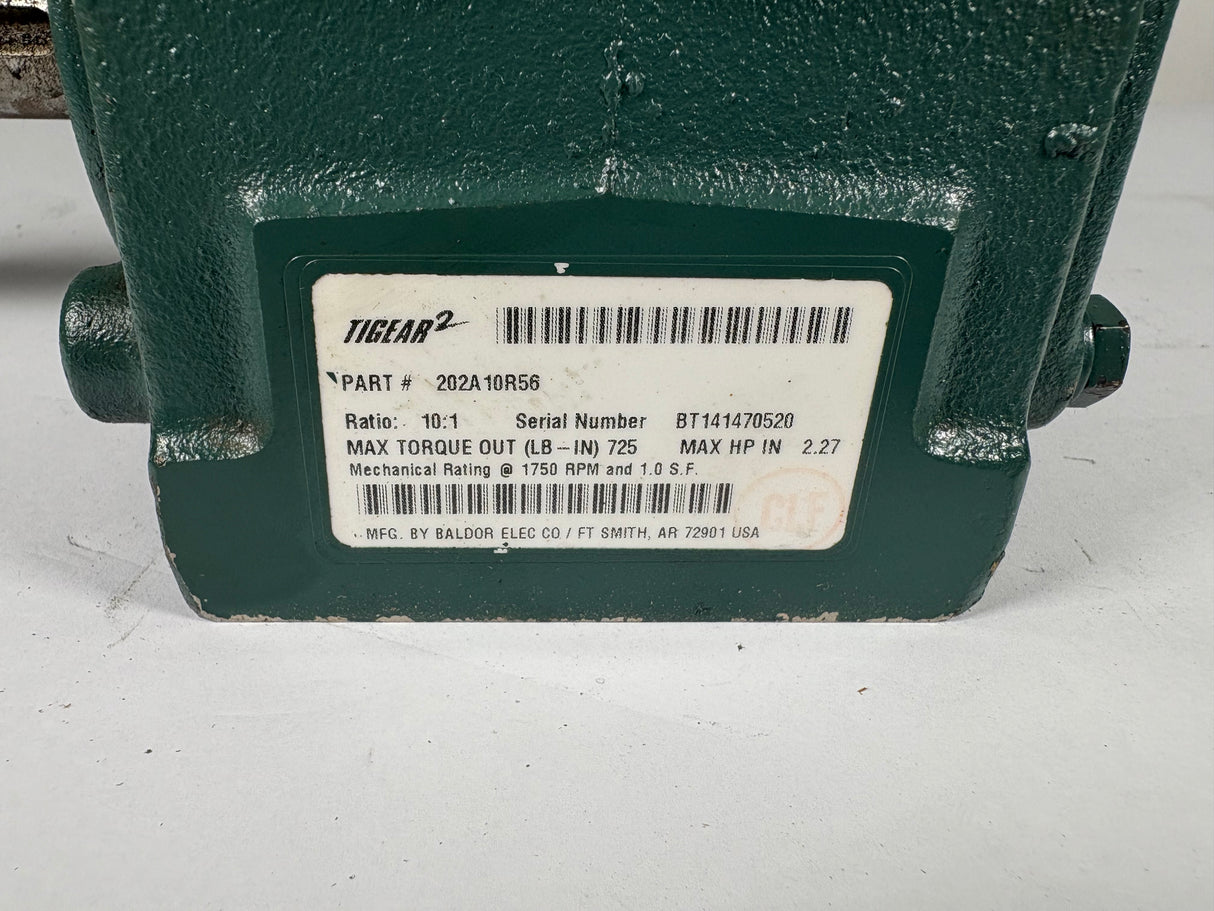 TIGEAR2
PART # 202A10R56
Ratio: 10:1 Serial Number BT141470520
MAX TORQUE OUT (LB-IN) 725 MAX HP IN 2.27
Mechanical Rating @ 1750 RPM and 1.0 S.F.
MFG. BY BALDOR ELEC CO / FT SMITH, AR 72901 USA